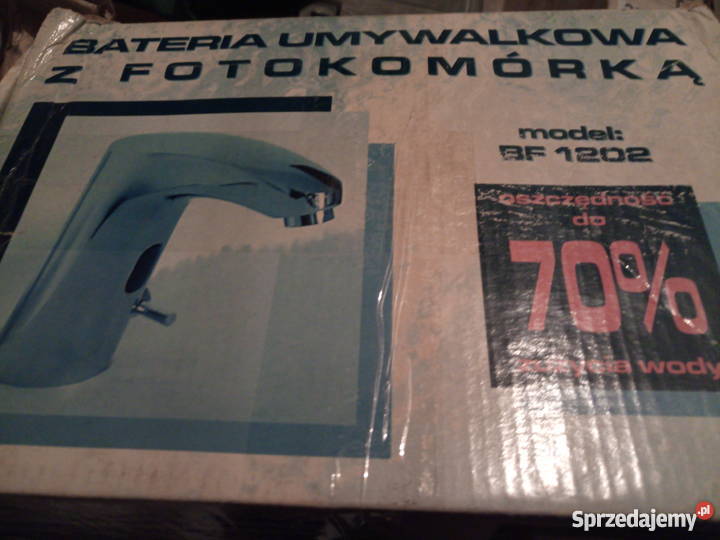 BATERIA UMYWALKOWA
Z FOTOKOMÓRKĄ
model:
BF 1202
oszczędność
do
70%
zużycia wody
Sprzedajemy.pl